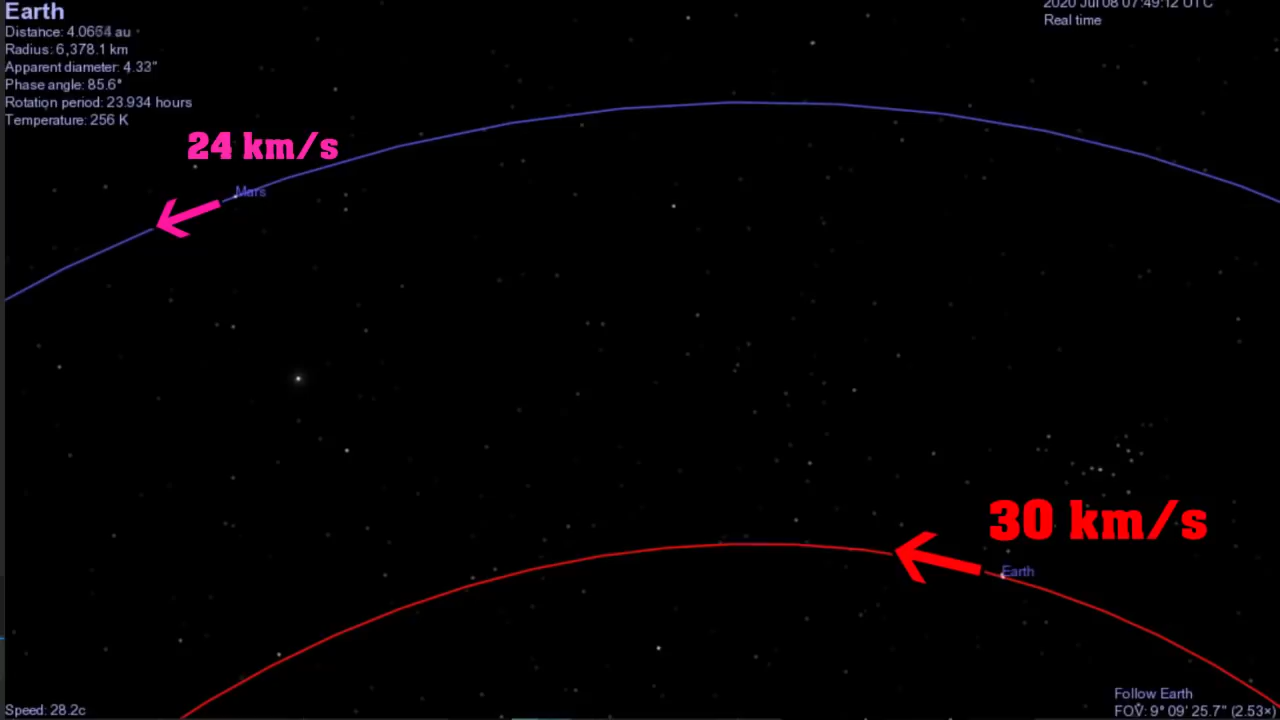 Earth
Distance: 4.0664 au
Radius: 6,378.1 km
Apparent diameter: 4.33"
Phase angle: 85.6°
Rotation period: 23.934 hours
Temperature: 256 K
2020 Jul 08 07:49:12 UTC
Real time
24 km/s
Mars
30 km/s
Earth
Speed: 28.2c
Follow Earth
FOV: 9° 09' 25.7" (2.53×)